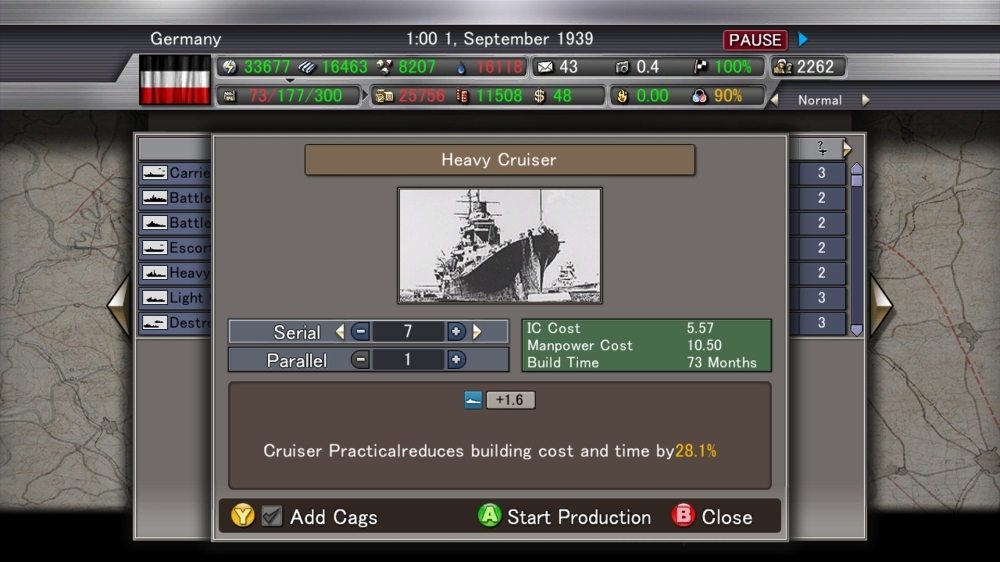 Germany 1:00 1, September 1939 PAUSE
33677 16463 8207 16118 43 0.4 100% 2262
73/177/300 25756 11508 $ 48 0.00 90% Normal
Heavy Cruiser
?
Carrie 3
Battle 2
Battle 2
Escor 2
Heavy 2
Light 3
Destr 3
Serial 7
Parallel 1
IC Cost 5.57
Manpower Cost 10.50
Build Time 73 Months
+1.6
Cruiser Practicalreduces building cost and time by28.1%
Y Add Cags A Start Production B Close